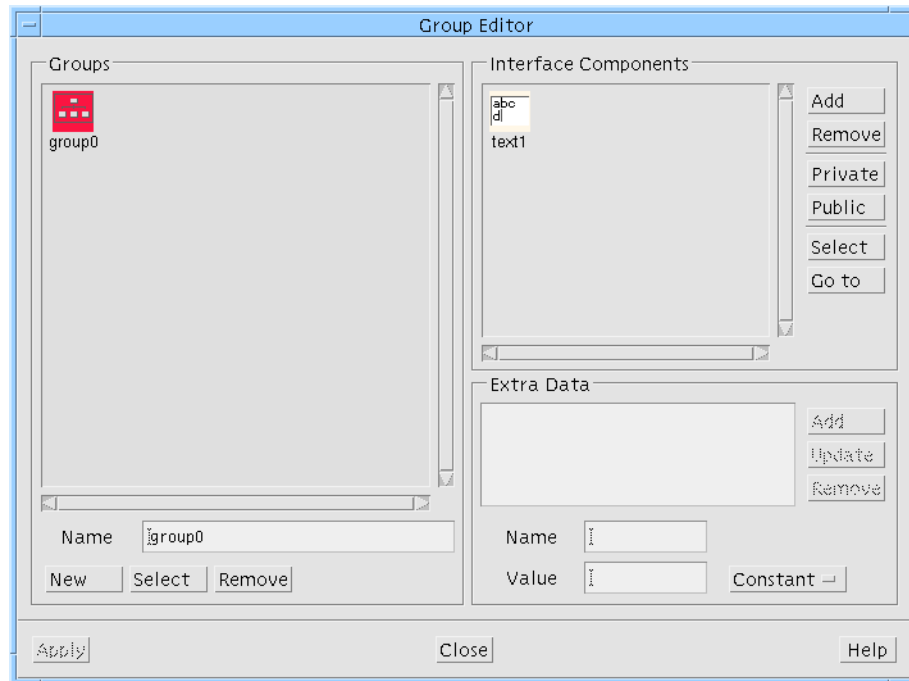 Group Editor
Groups
group0
Name
group0
New
Select
Remove
Interface Components
abc
d
text1
Add
Remove
Private
Public
Select
Go to
Extra Data
Add
Update
Remove
Name
Value
Constant
Apply
Close
Help